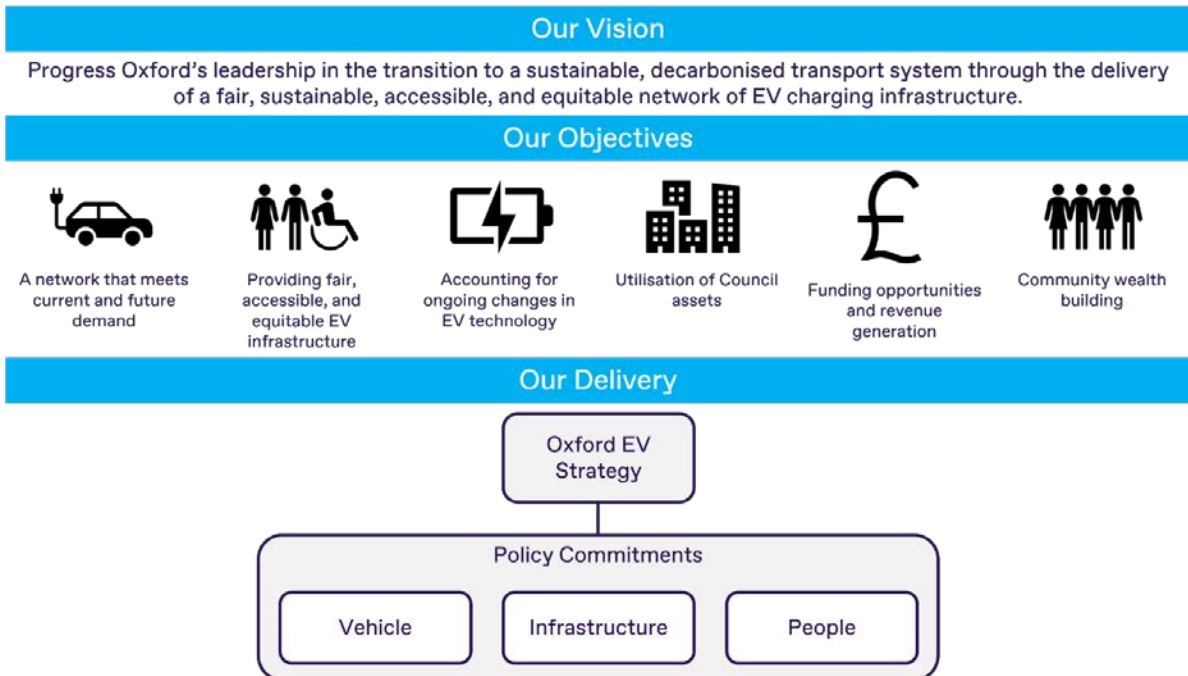 Our Vision
Progress Oxford's leadership in the transition to a sustainable, decarbonised transport system through the delivery
of a fair, sustainable, accessible, and equitable network of EV charging infrastructure.
Our Objectives
A network that meets
current and future
demand
Providing fair,
accessible, and
equitable EV
infrastructure
Accounting for
ongoing changes in
EV technology
Utilisation of Council
assets
£
Funding opportunities
and revenue
generation
Community wealth
building
Our Delivery
Oxford EV
Strategy
Policy Commitments
Vehicle
Infrastructure
People